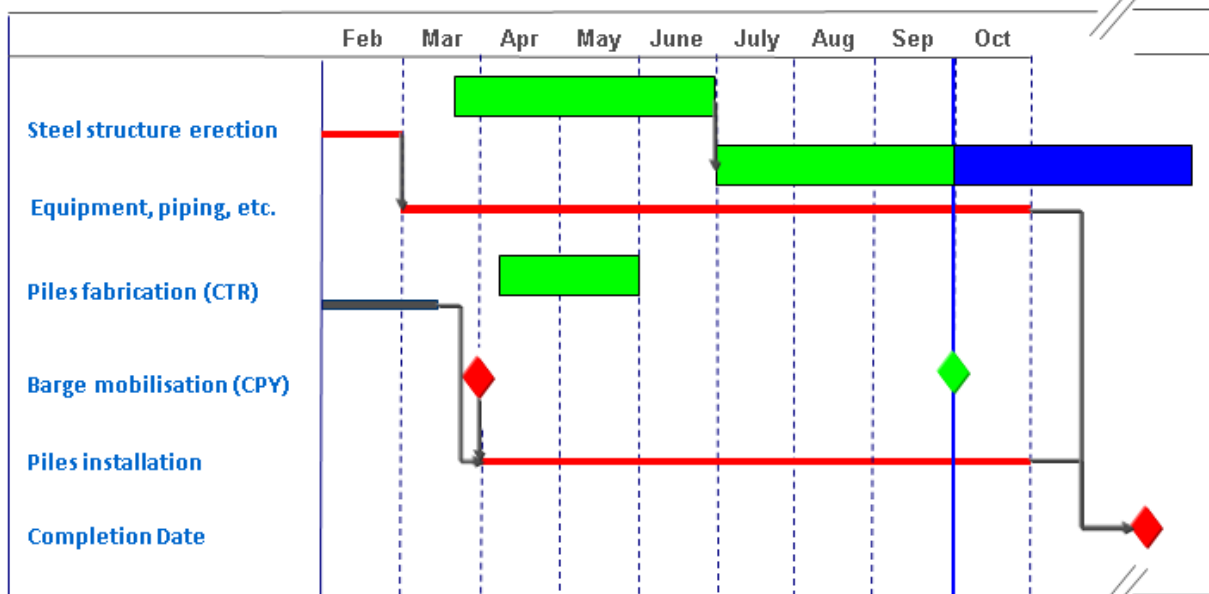 Feb Mar Apr May June July Aug Sep Oct
Steel structure erection
Equipment, piping, etc.
Piles fabrication (CTR)
Barge mobilisation (CPY)
Piles installation
Completion Date